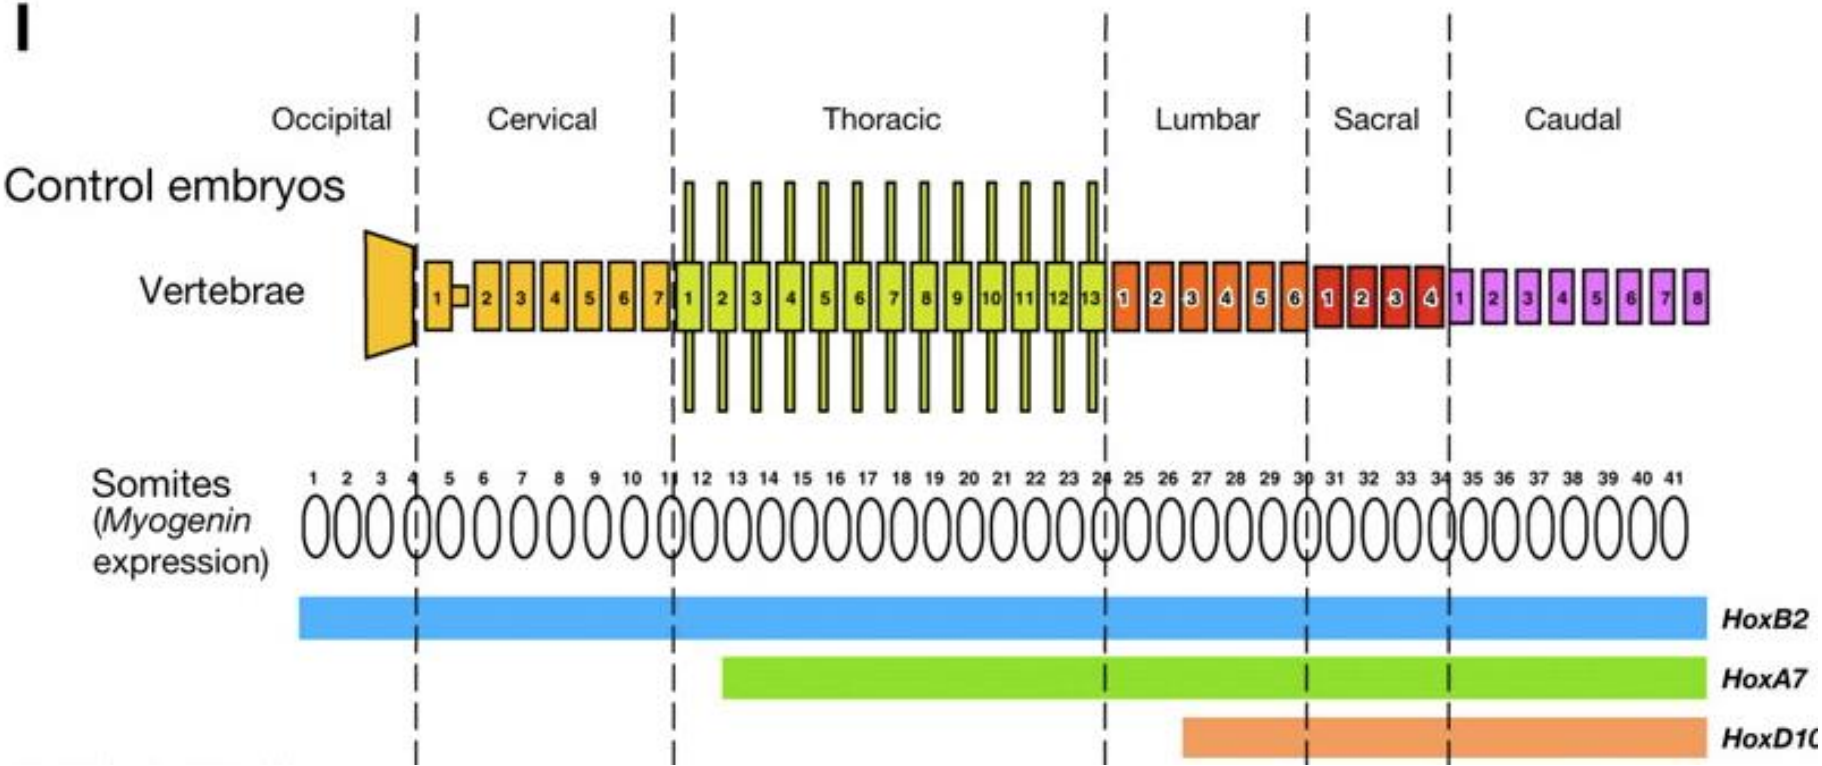 I
Occipital Cervical Thoracic Lumbar Sacral Caudal
Control embryos
Vertebrae
1 2 3 4 5 6 7 1 2 3 4 5 6 7 8 9 10 11 12 13 1 2 3 4 5 6 1 2 3 4 1 2 3 4 5 6 7 8
Somites
1 2 3 4 5 6 7 8 9 10 11 12 13 14 15 16 17 18 19 20 21 22 23 24 25 26 27 28 29 30 31 32 33 34 35 36 37 38 39 40 41
(Myogenin
expression)
HoxB2
HoxA7
HoxD10